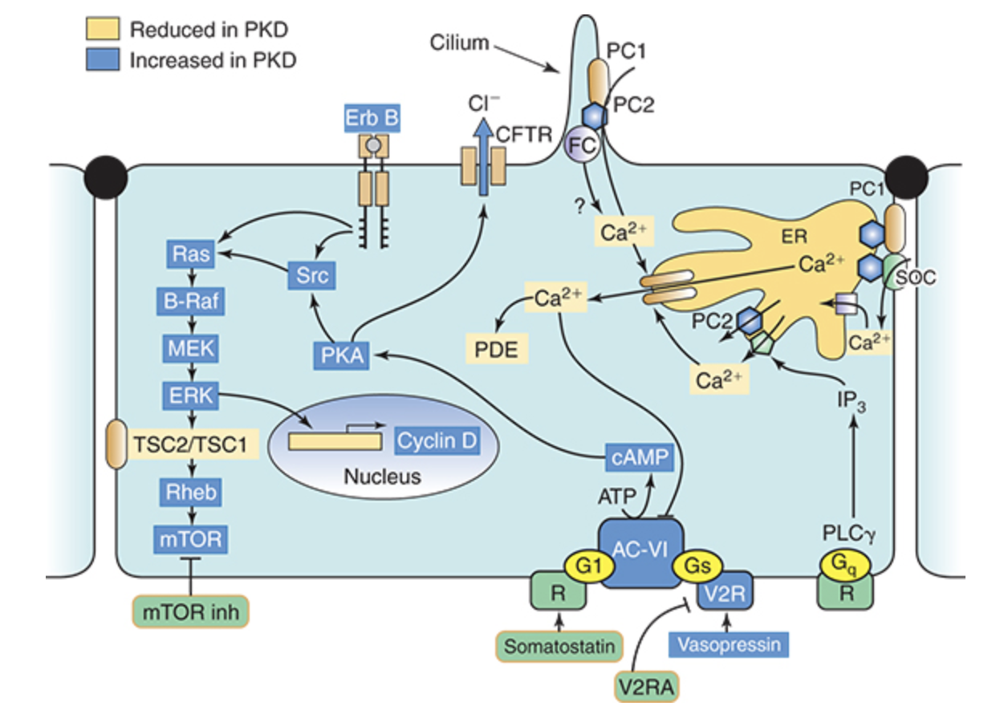 Reduced in PKD
Increased in PKD
Cilium
PC1
PC2
FC
Cl⁻
CFTR
Erb B
?
Ca²⁺
PC1
ER
Ca²⁺
SOC
Ca²⁺
PC2
Ca²⁺
Ca²⁺
PDE
IP₃
PLCγ
Gq
R
Ras
Src
B-Raf
MEK
PKA
ERK
TSC2/TSC1
Rheb
mTOR
mTOR inh
Cyclin D
Nucleus
cAMP
ATP
AC-VI
G1
Gs
R
V2R
Somatostatin
Vasopressin
V2RA